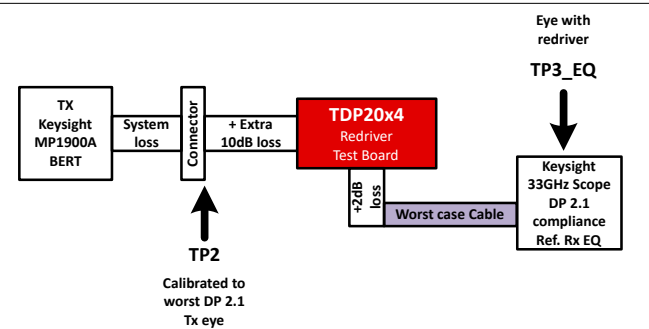 Eye with
redriver
TP3_EQ
TX
Keysight
MP1900A
BERT
System
loss
Connector
+ Extra
10dB loss
TDP20x4
Redriver
Test Board
+2dB
loss
Worst case Cable
Keysight
33GHz Scope
DP 2.1
compliance
Ref. Rx EQ
TP2
Calibrated to
worst DP 2.1
Tx eye